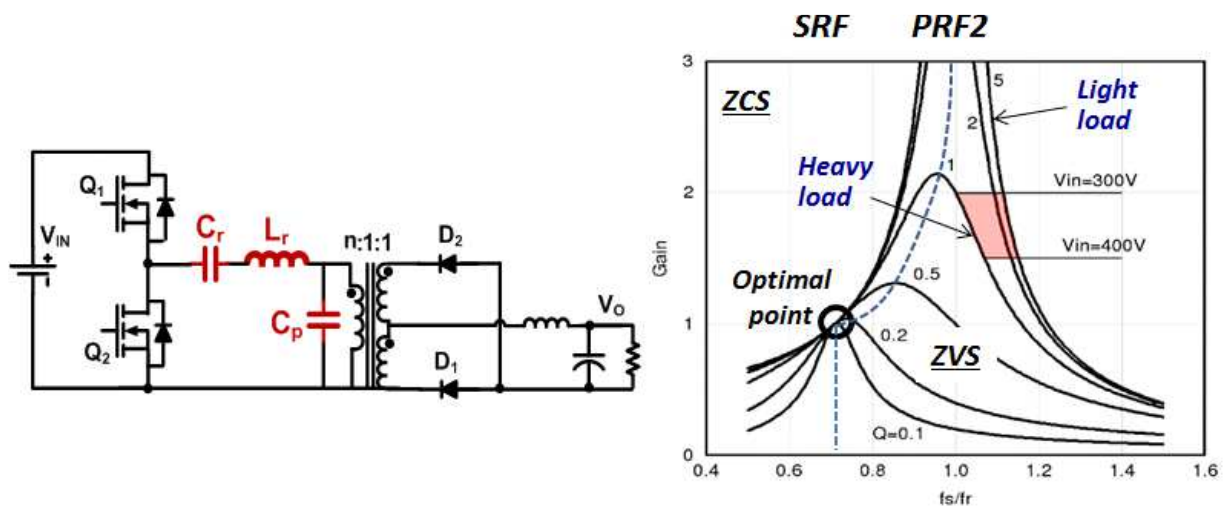 Q1
Cr
Lr
n:1:1
D2
VIN
+
Cp
VO
Q2
D1
SRF PRF2
3
ZCS
5
Light
load
2
Heavy
load
1
Vin=300V
2
Vin=400V
Gain
Optimal
point
0.5
1
0.2
ZVS
Q=0.1
0
0.4 0.6 0.8 1.0 1.2 1.4 1.6
fs/fr